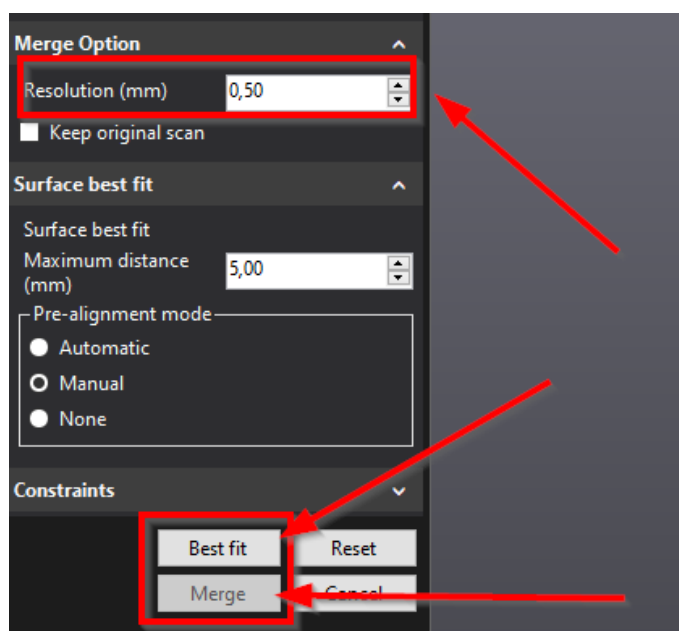 Merge Option
Resolution (mm) 0,50
Keep original scan
Surface best fit
Surface best fit
Maximum distance 5,00
(mm)
Pre-alignment mode
Automatic
Manual
None
Constraints
Best fit Reset
Merge Cancel